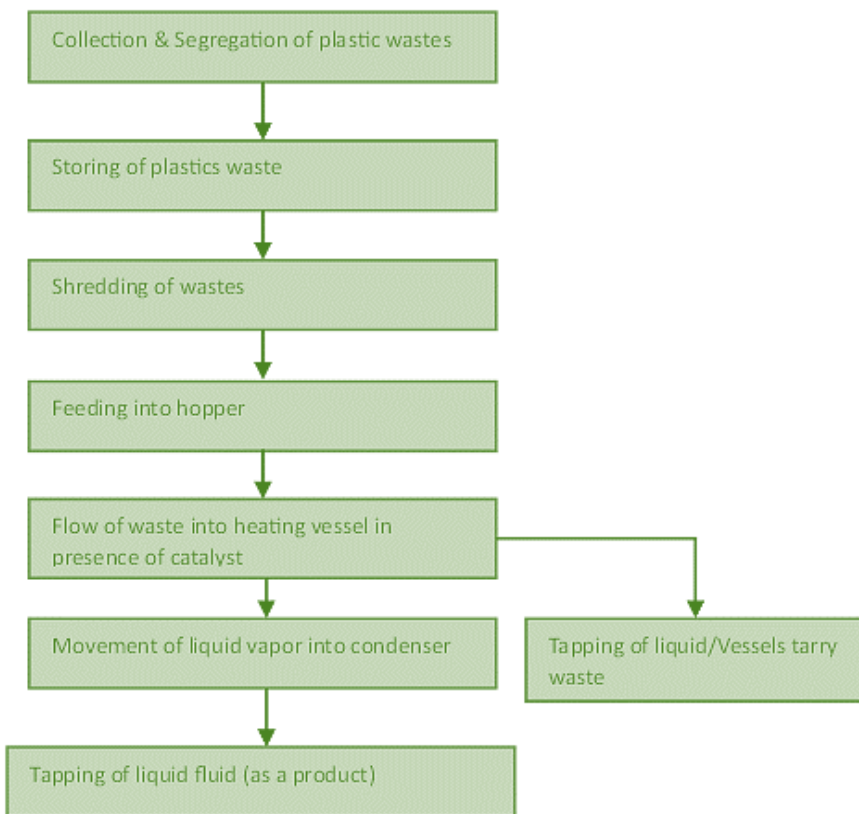 Collection & Segregation of plastic wastes
Storing of plastics waste
Shredding of wastes
Feeding into hopper
Flow of waste into heating vessel in
presence of catalyst
Movement of liquid vapor into condenser
Tapping of liquid/Vessels tarry
waste
Tapping of liquid fluid (as a product)